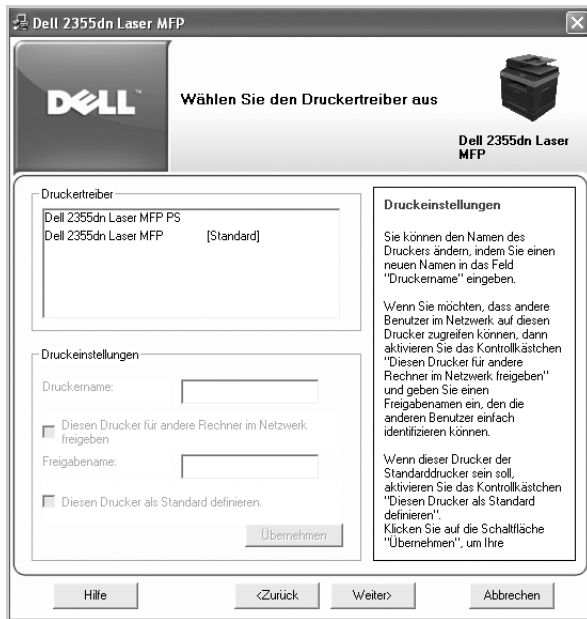 Dell 2355dn Laser MFP
DELL™
Wählen Sie den Druckertreiber aus
Dell 2355dn Laser
MFP
Druckertreiber
Dell 2355dn Laser MFP PS
Dell 2355dn Laser MFP [Standard]
Druckeinstellungen
Druckername:
Diesen Drucker für andere Rechner im Netzwerk
freigeben
Freigabename:
Diesen Drucker als Standard definieren.
Übernehmen
Druckeinstellungen
Sie können den Namen des
Druckers ändern, indem Sie einen
neuen Namen in das Feld
"Druckername" eingeben.
Wenn Sie möchten, dass andere
Benutzer im Netzwerk auf diesen
Drucker zugreifen können, dann
aktivieren Sie das Kontrollkästchen
"Diesen Drucker für andere
Rechner im Netzwerk freigeben"
und geben Sie einen
Freigabenamen ein, den die
anderen Benutzer einfach
identifizieren können.
Wenn dieser Drucker der
Standarddrucker sein soll,
aktivieren Sie das Kontrollkästchen
"Diesen Drucker als Standard
definieren".
Klicken Sie auf die Schaltfläche
"Übernehmen", um Ihre
Hilfe
<Zurück
Weiter>
Abbrechen